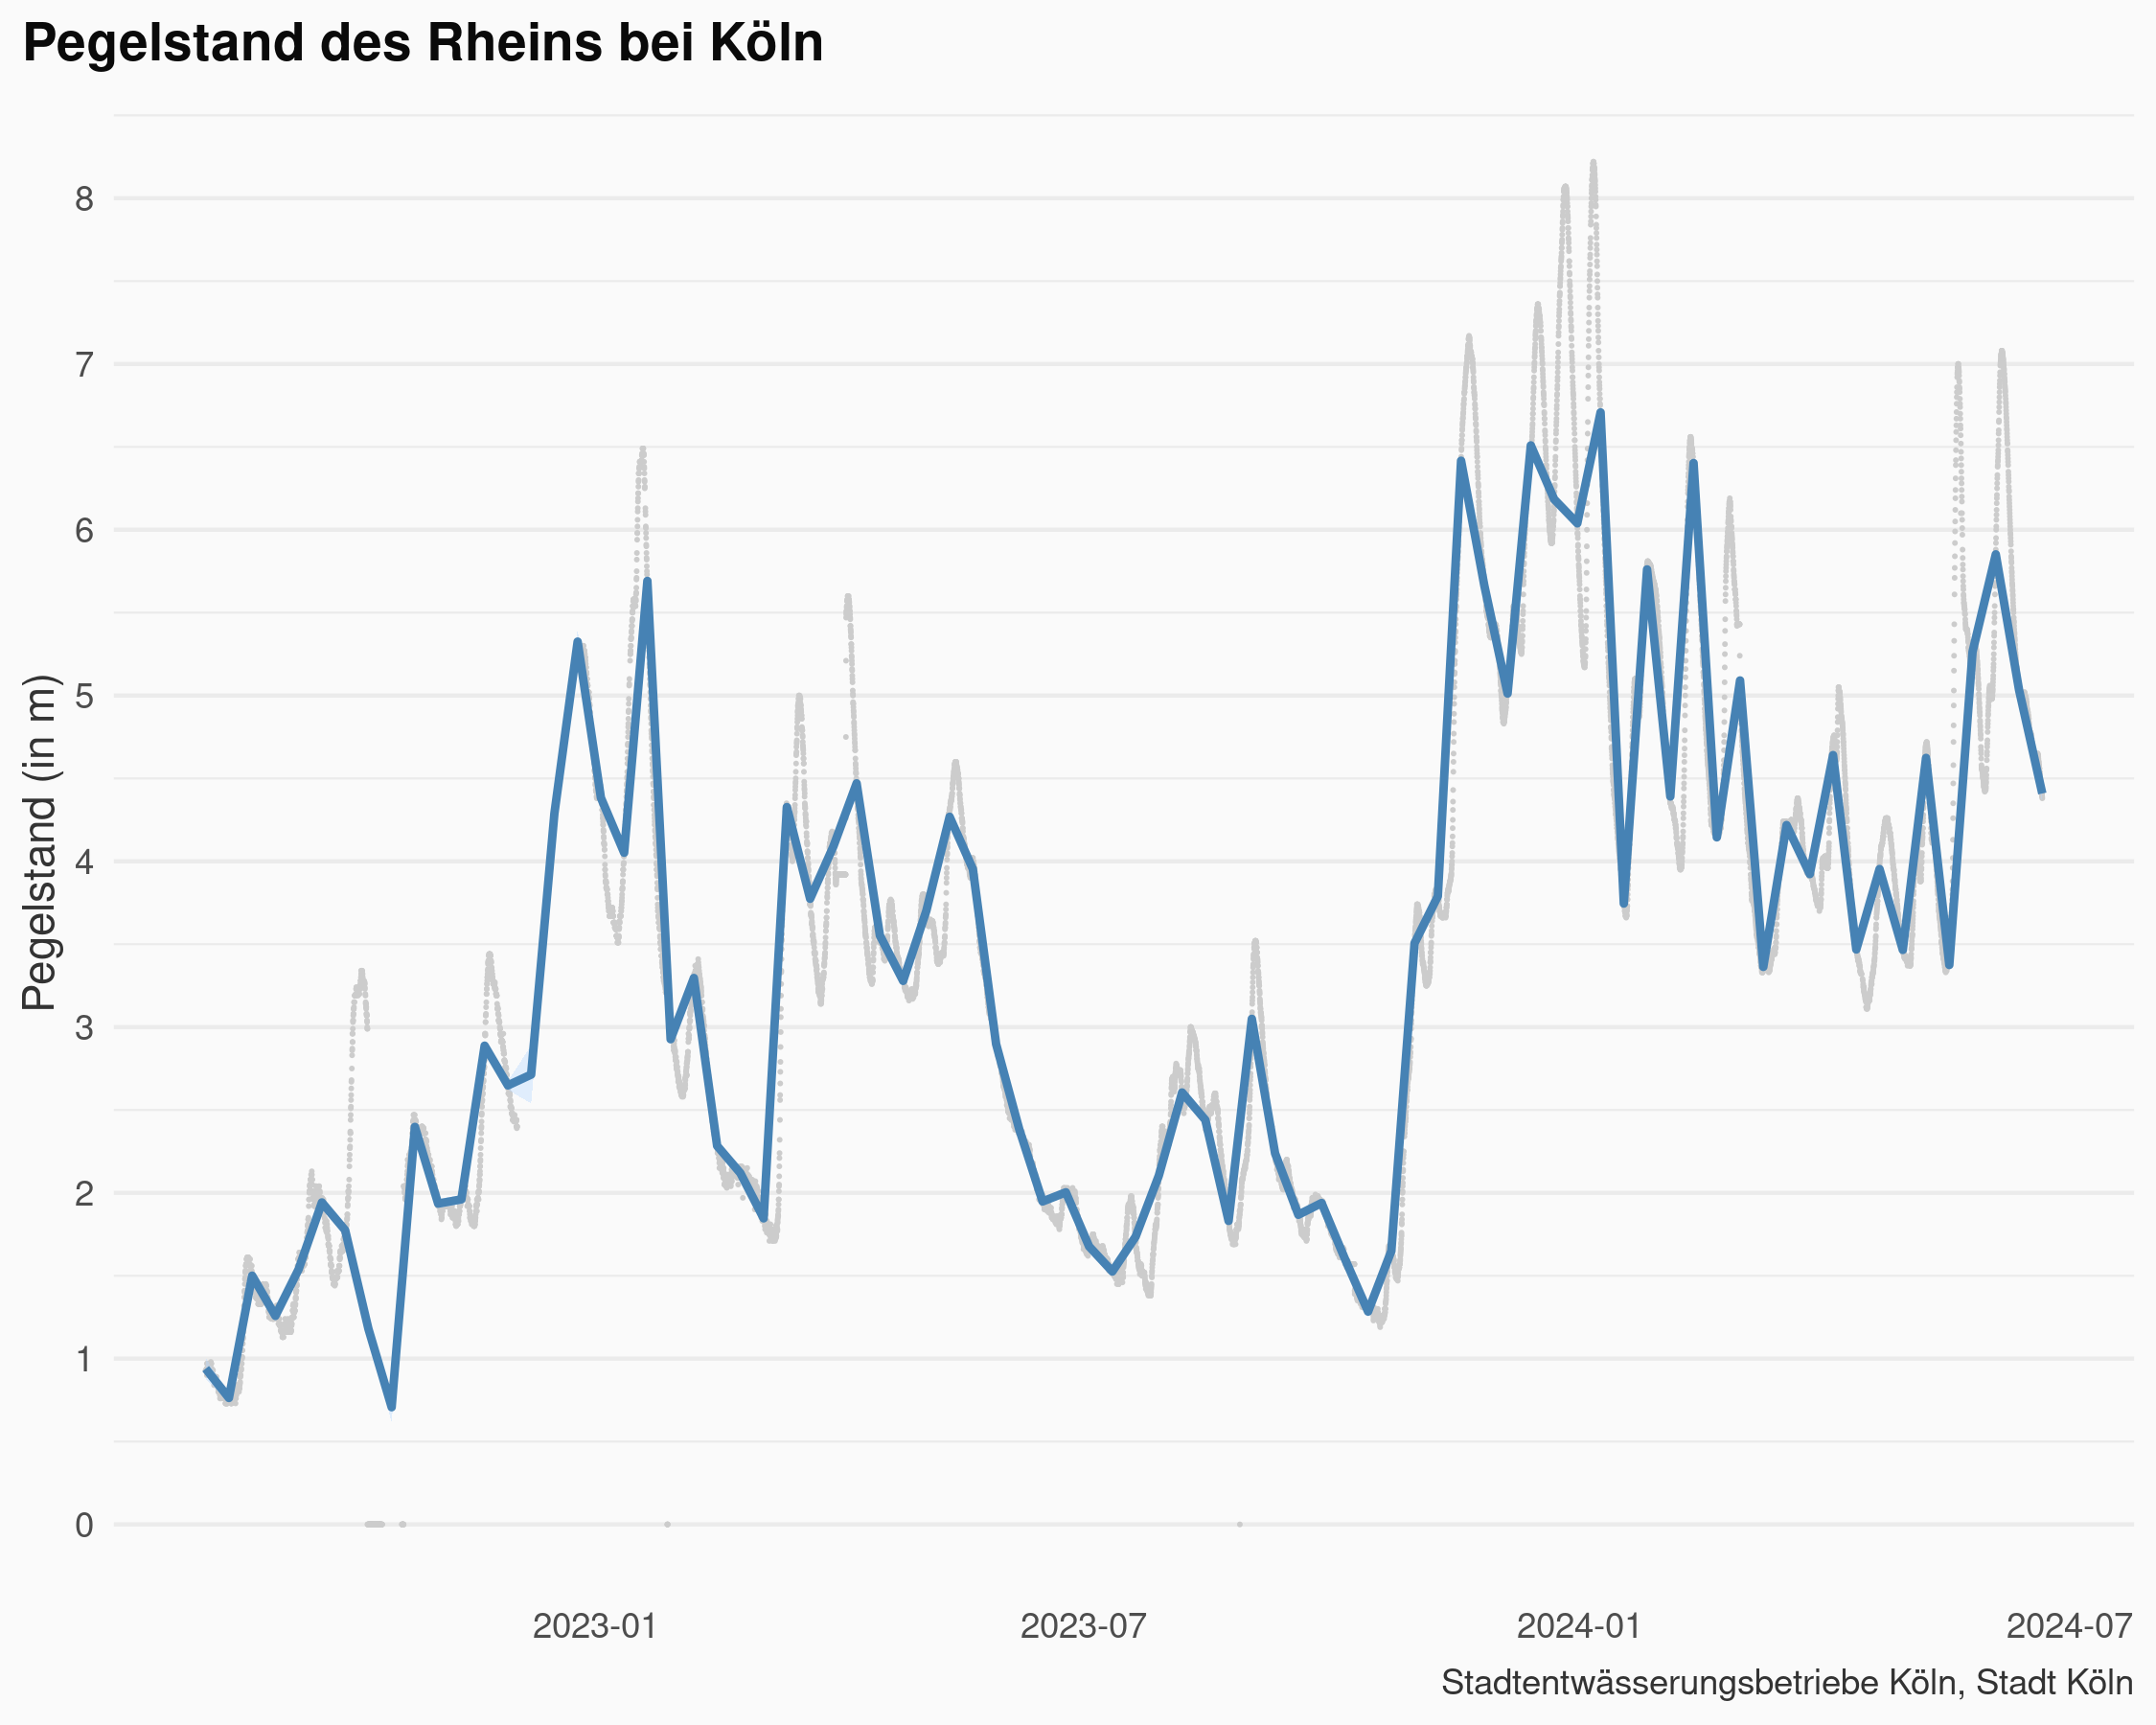 Pegelstand des Rheins bei Köln
Pegelstand (in m)
8
7
6
5
4
3
2
1
0
2023-01 2023-07 2024-01 2024-07
Stadtentwässerungsbetriebe Köln, Stadt Köln